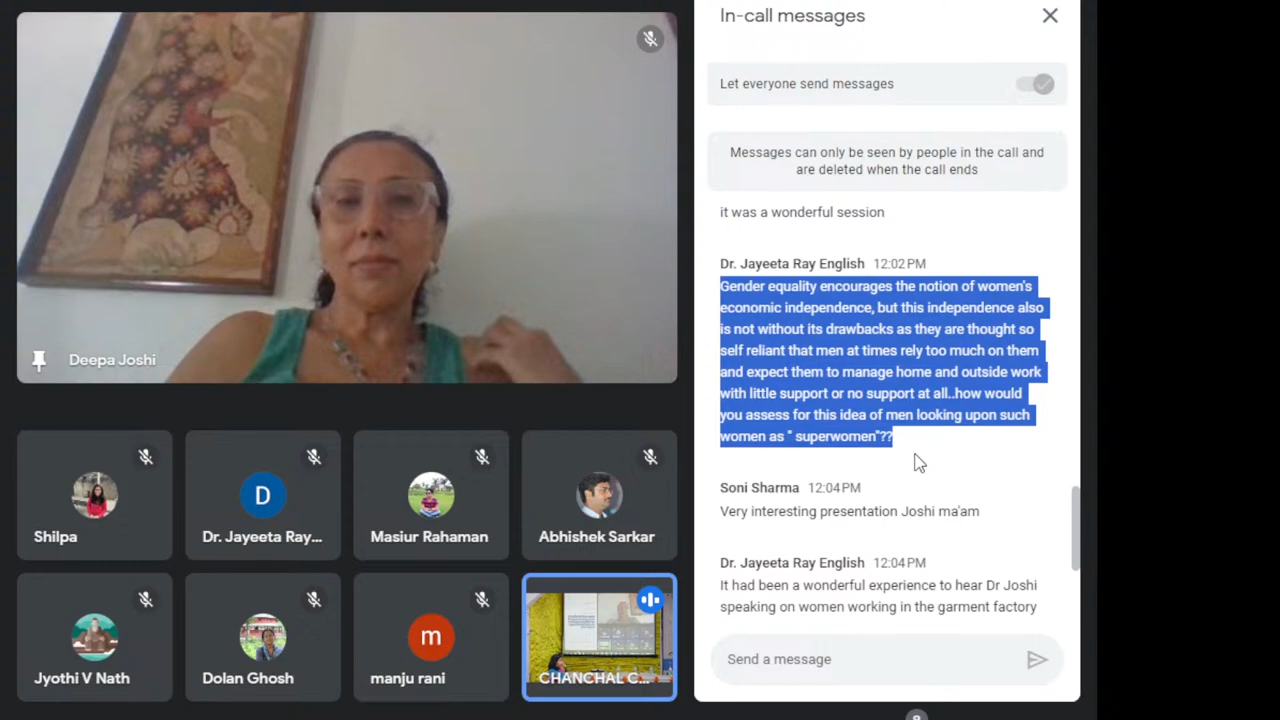 In-call messages
Let everyone send messages
Messages can only be seen by people in the call and
are deleted when the call ends
it was a wonderful session
Dr. Jayeeta Ray English 12:02 PM
Gender equality encourages the notion of women's
economic independence, but this independence also
is not without its drawbacks as they are thought so
self reliant that men at times rely too much on them
and expect them to manage home and outside work
with little support or no support at all..how would
you assess for this idea of men looking upon such
women as " superwomen"??
Soni Sharma 12:04 PM
Very interesting presentation Joshi ma'am
Dr. Jayeeta Ray English 12:04 PM
It had been a wonderful experience to hear Dr Joshi
speaking on women working in the garment factory
Send a message
Deepa Joshi
Shilpa
D
Dr. Jayeeta Ray...
Masiur Rahaman
Abhishek Sarkar
Jyothi V Nath
Dolan Ghosh
m
manju rani
CHANCHAL C...